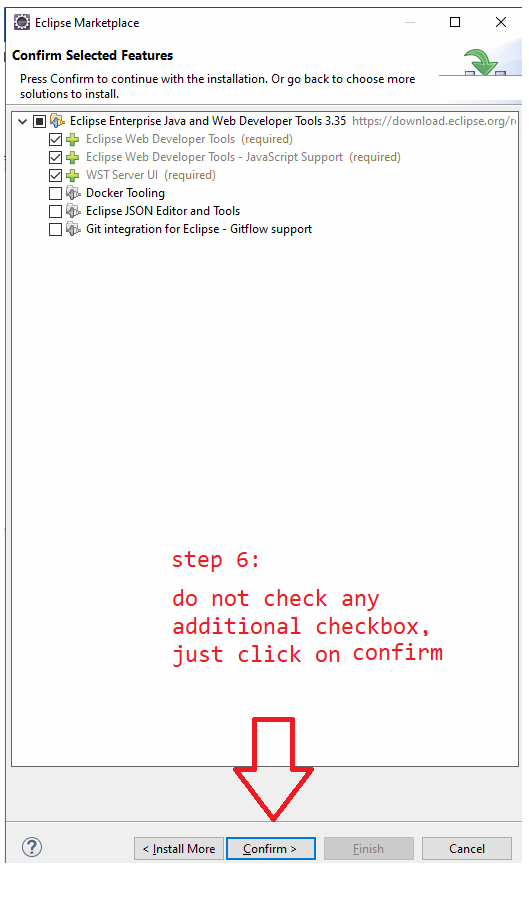 Eclipse Marketplace
Confirm Selected Features
Press Confirm to continue with the installation. Or go back to choose more
solutions to install.
Eclipse Enterprise Java and Web Developer Tools 3.35 https://download.eclipse.org/r
Eclipse Web Developer Tools (required)
Eclipse Web Developer Tools - JavaScript Support (required)
WST Server UI (required)
Docker Tooling
Eclipse JSON Editor and Tools
Git integration for Eclipse - Gitflow support
step 6:
do not check any
additional checkbox,
just click on confirm
< Install More Confirm > Finish Cancel